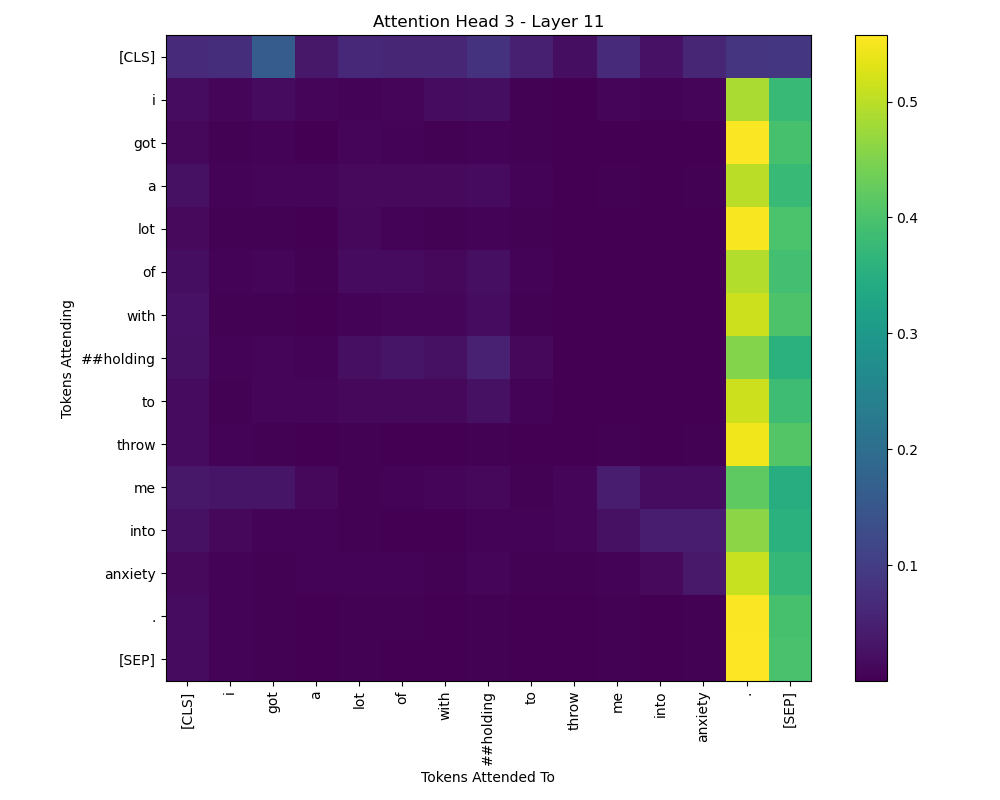 Attention Head 3 - Layer 11
Tokens Attending
[CLS]
i
got
a
lot
of
with
##holding
to
throw
me
into
anxiety
.
[SEP]
[CLS]
i
got
a
lot
of
with
##holding
to
throw
me
into
anxiety
.
[SEP]
Tokens Attended To
0.5
0.4
0.3
0.2
0.1